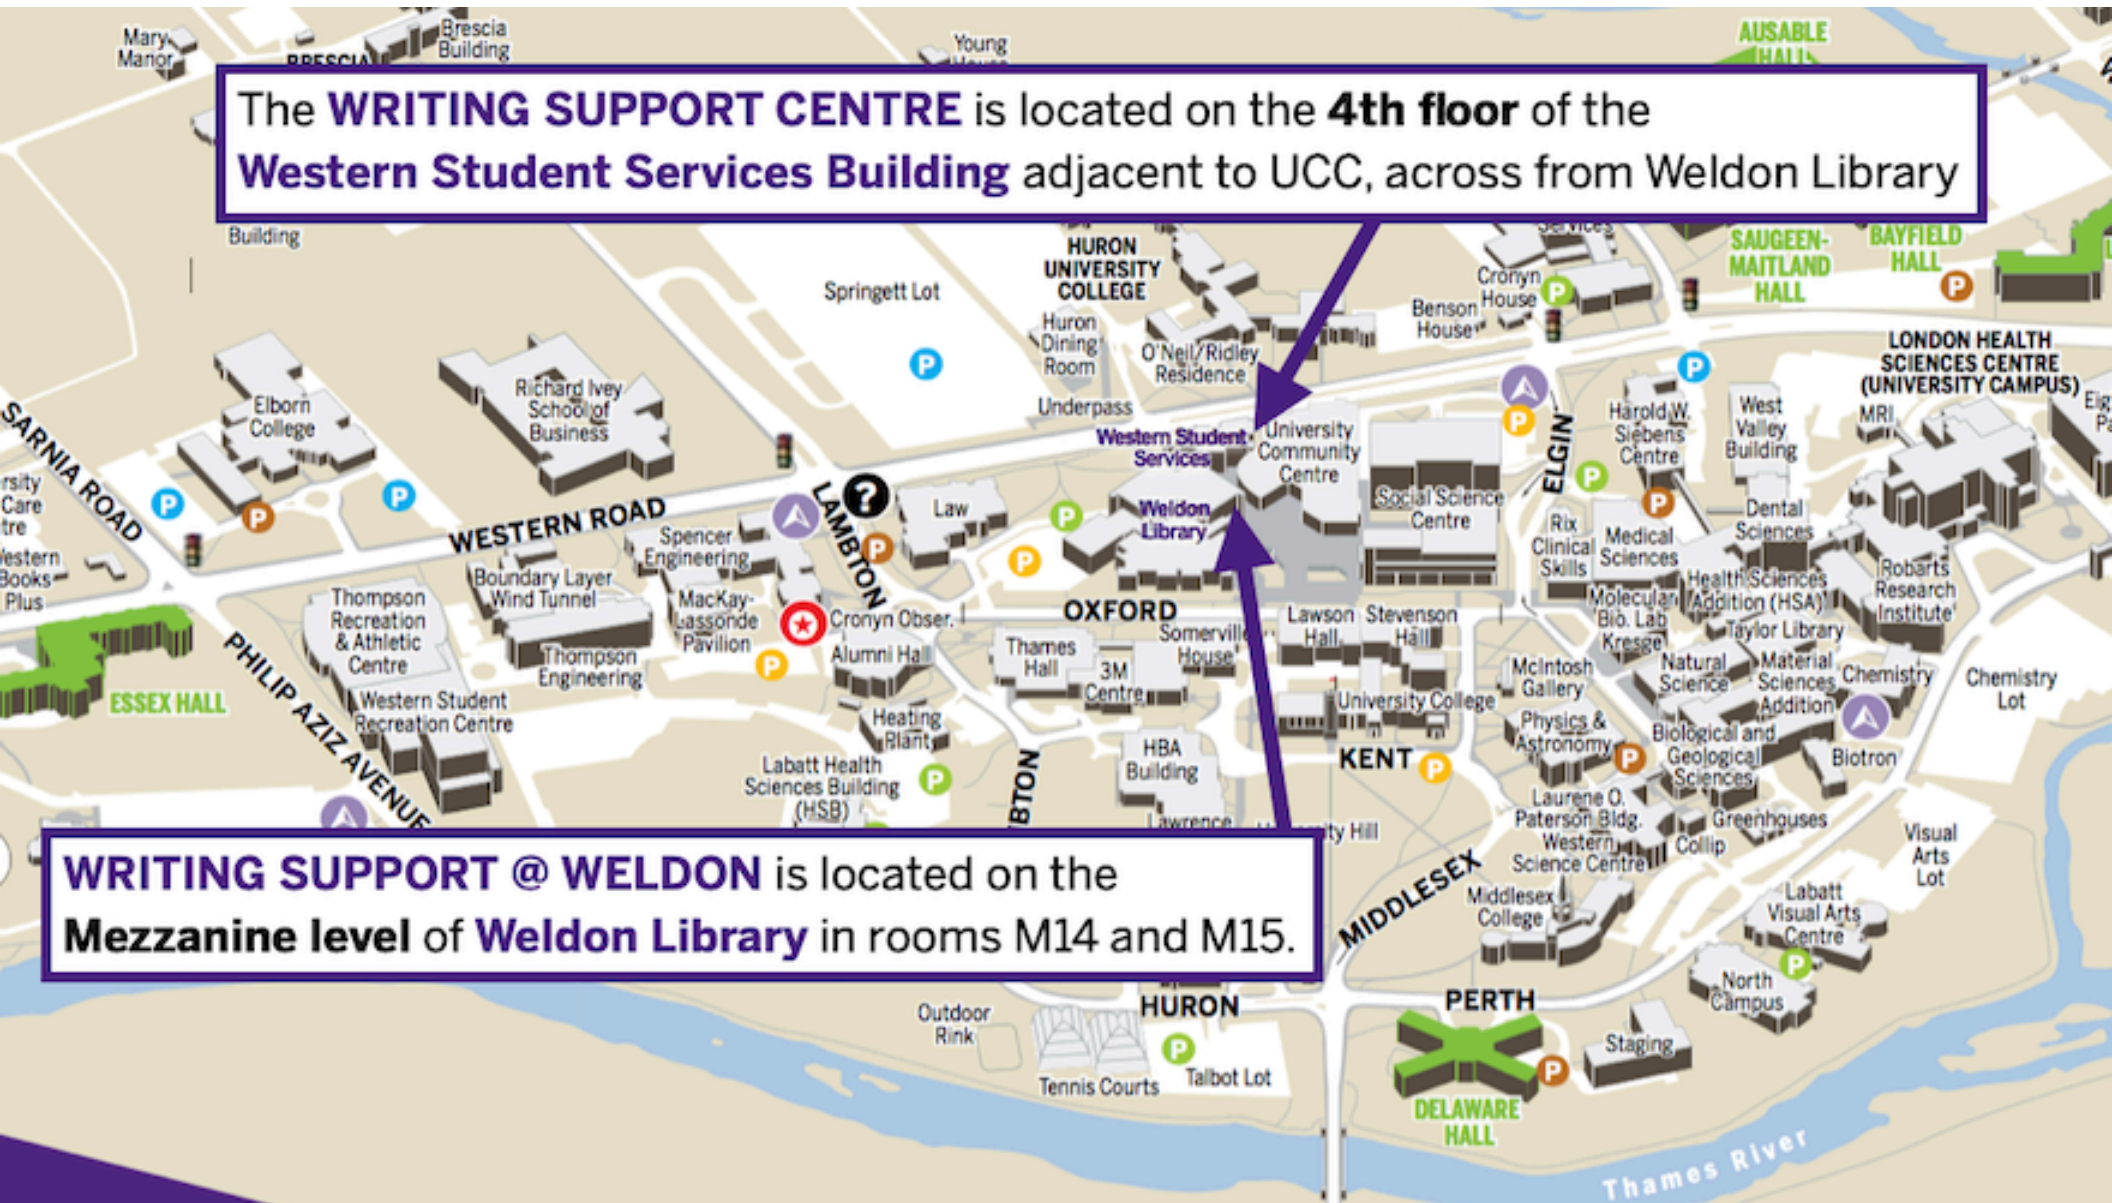 Mary
Manor
Brescia
Building
BRESCIA
Young
AUSABLE
HALL
The WRITING SUPPORT CENTRE is located on the 4th floor of the
Western Student Services Building adjacent to UCC, across from Weldon Library
Building
Springett Lot
HURON
UNIVERSITY
COLLEGE
Huron
Dining
Room
O'Neil/Ridley
Residence
Underpass
Services
Cronyn
House
Benson
House
SAUGEEN-
MAITLAND
HALL
BAYFIELD
HALL
LONDON HEALTH
SCIENCES CENTRE
(UNIVERSITY CAMPUS)
MRI
SARNIA ROAD
Elborn
College
Richard Ivey
School of
Business
WESTERN ROAD
LAMBTON
?
Law
Western Student
Services
University
Community
Centre
Weldon
Library
Social Science
Centre
ELGIN
Harold W.
Siebens
Centre
West
Valley
Building
Dental
Sciences
Rix
Clinical
Skills
Medical
Sciences
Health Sciences
Addition (HSA)
Robarts
Research
Institute
Molecular
Bio. Lab
Kresge
Taylor Library
Books
Plus
Spencer
Engineering
Boundary Layer
Wind Tunnel
Thompson
Recreation
& Athletic
Centre
MacKay-
Lassonde
Pavilion
Thompson
Engineering
Cronyn Obser.
Alumni Hall
OXFORD
Thames
Hall
3M
Centre
Somerville
House
Lawson
Hall
Stevenson
Hall
University College
McIntosh
Gallery
Natural
Science
Material
Sciences
Addition
Chemistry
Chemistry
Lot
ESSEX HALL
PHILIP AZIZ AVENUE
Western Student
Recreation Centre
Heating
Plant
Labatt Health
Sciences Building
(HSB)
HBA
Building
Lawrence
KENT
Physics &
Astronomy
Biological and
Geological
Sciences
Biotron
Laurene O.
Paterson Bldg.
Western
Science Centre
Greenhouses
Collip
Visual
Arts
Lot
Hill
MIDDLESEX
Middlesex
College
Labatt
Visual Arts
Centre
North
Campus
WRITING SUPPORT @ WELDON is located on the
Mezzanine level of Weldon Library in rooms M14 and M15.
Outdoor
Rink
HURON
PERTH
Tennis Courts
Talbot Lot
Staging
DELAWARE
HALL
Thames River